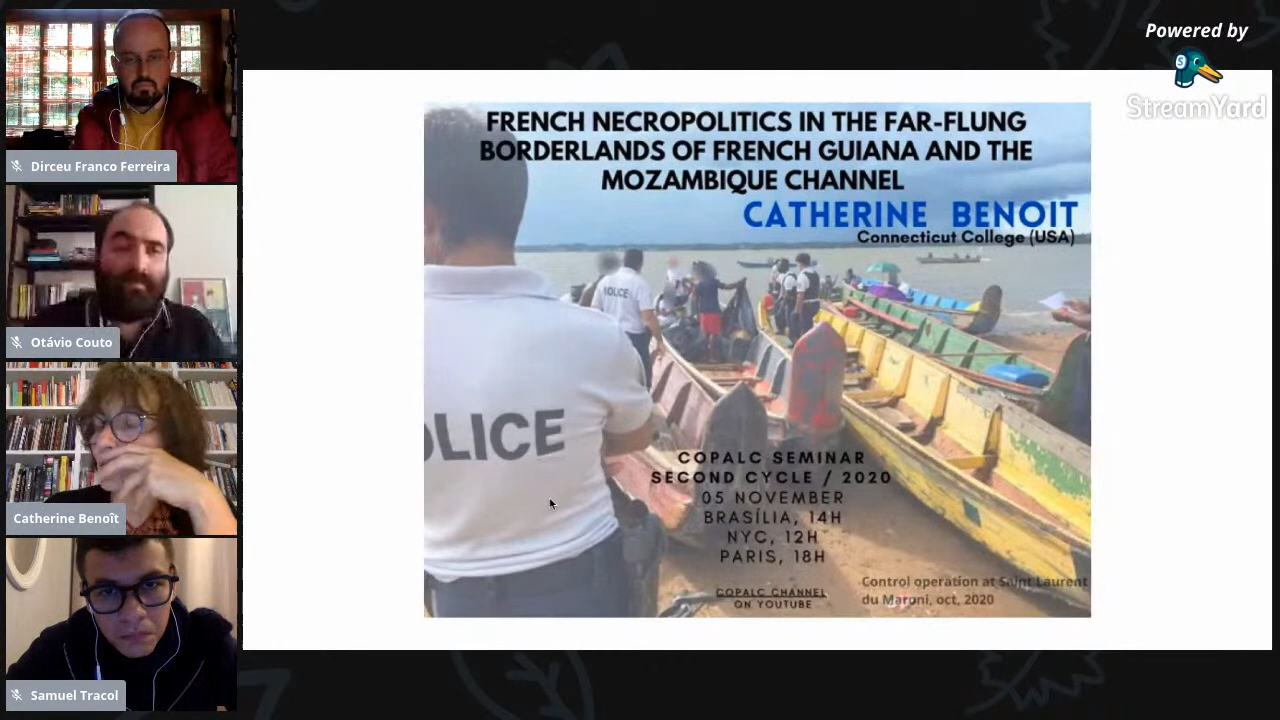 Powered by
StreamYard
Dirceu Franco Ferreira
Otávio Couto
Catherine Benoît
Samuel Tracol
FRENCH NECROPOLITICS IN THE FAR-FLUNG
BORDERLANDS OF FRENCH GUIANA AND THE
MOZAMBIQUE CHANNEL
CATHERINE BENOIT
Connecticut College (USA)
POLICE
OLICE
COPALC SEMINAR
SECOND CYCLE / 2020
05 NOVEMBER
BRASÍLIA, 14H
NYC, 12H
PARIS, 18H
COPALC CHANNEL
ON YOUTUBE
Control operation at Saint Laurent
du Maroni, oct, 2020